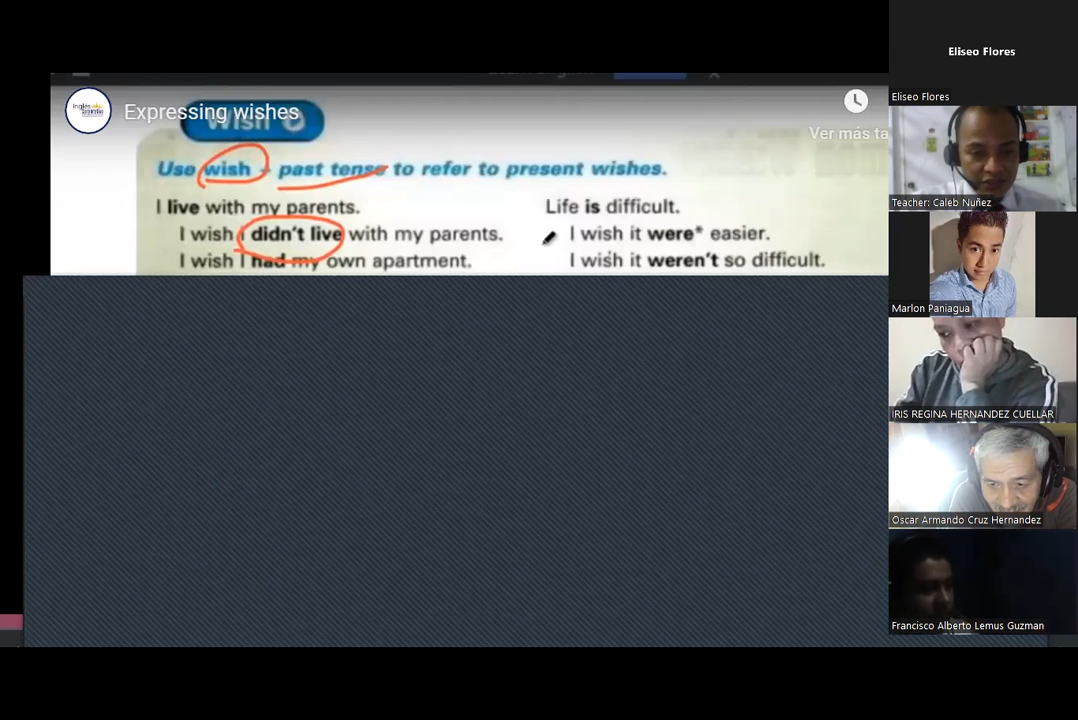 Eliseo Flores
Eliseo Flores
Expressing wishes
Wish
Ver más ta
Use wish + past tense to refer to present wishes.
I live with my parents.
I wish I didn't live with my parents.
I wish I had my own apartment.
Life is difficult.
I wish it were* easier.
I wish it weren't so difficult.
Teacher: Caleb Nuñez
Marlon Paniagua
IRIS REGINA HERNANDEZ CUELLAR
Oscar Armando Cruz Hernandez
Francisco Alberto Lemus Guzman